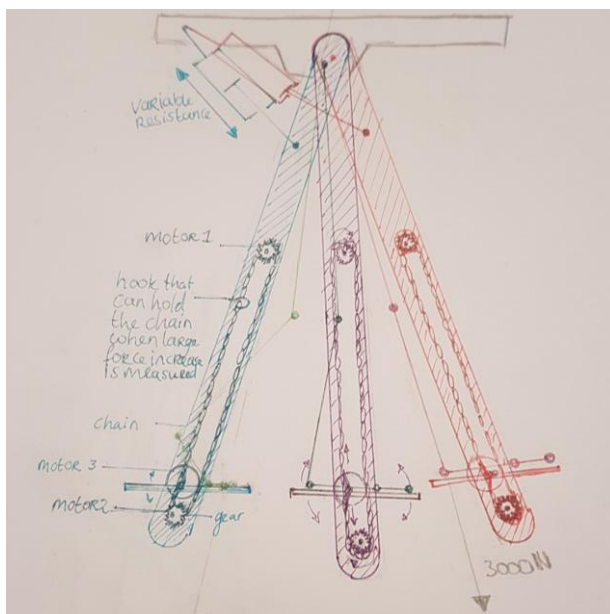 variable
resistance
motor 1
hook that
can hold
the chain
when large
force increase
is measured
chain
motor 3
motor2
gear
3000N